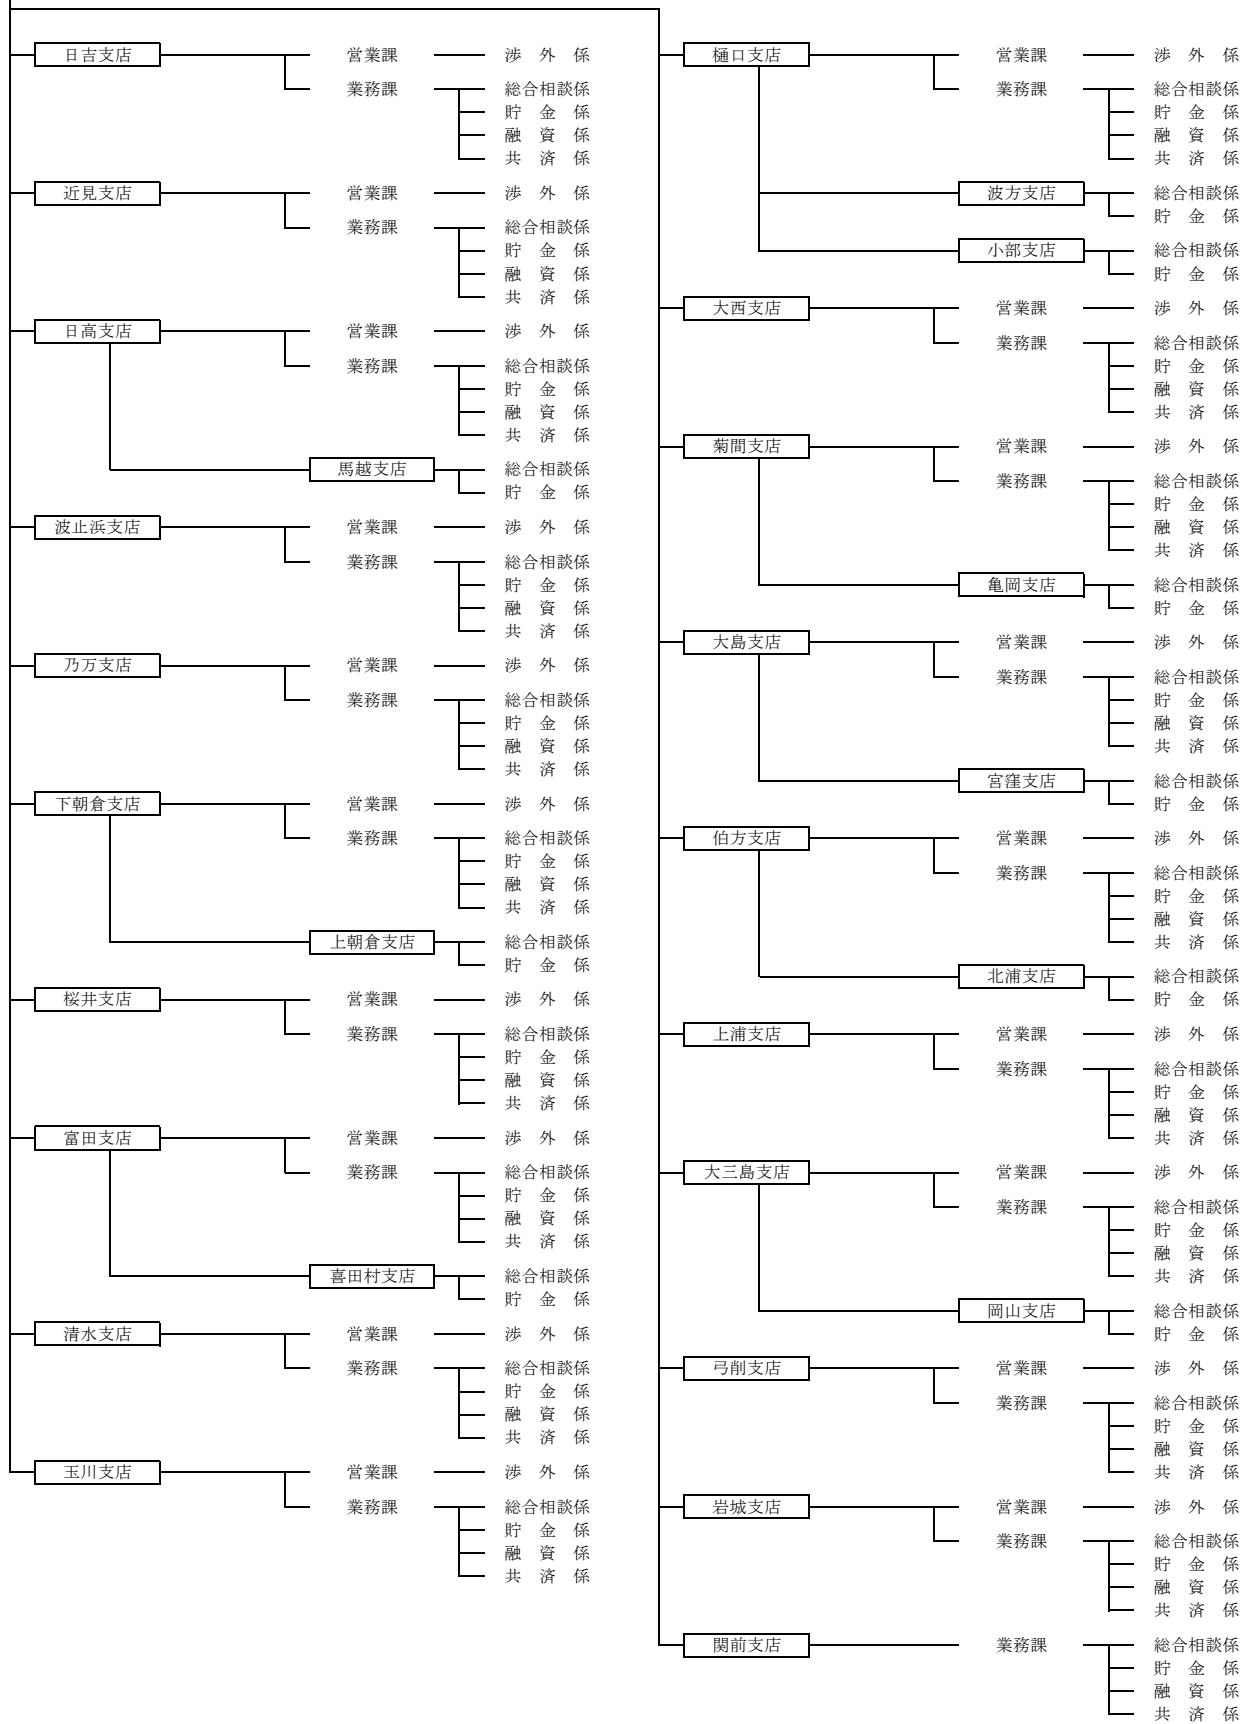 日吉支店 営業課 渉外係
業務課 総合相談係
貯金係
融資係
共済係
近見支店 営業課 渉外係
業務課 総合相談係
貯金係
融資係
共済係
日高支店 営業課 渉外係
業務課 総合相談係
貯金係
融資係
共済係
馬越支店 総合相談係
貯金係
波止浜支店 営業課 渉外係
業務課 総合相談係
貯金係
融資係
共済係
乃万支店 営業課 渉外係
業務課 総合相談係
貯金係
融資係
共済係
下朝倉支店 営業課 渉外係
業務課 総合相談係
貯金係
融資係
共済係
上朝倉支店 総合相談係
貯金係
桜井支店 営業課 渉外係
業務課 総合相談係
貯金係
融資係
共済係
富田支店 営業課 渉外係
業務課 総合相談係
貯金係
融資係
共済係
喜田村支店 総合相談係
貯金係
清水支店 営業課 渉外係
業務課 総合相談係
貯金係
融資係
共済係
玉川支店 営業課 渉外係
業務課 総合相談係
貯金係
融資係
共済係
樋口支店 営業課 渉外係
業務課 総合相談係
貯金係
融資係
共済係
波方支店 総合相談係
貯金係
小部支店 総合相談係
貯金係
大西支店 営業課 渉外係
業務課 総合相談係
貯金係
融資係
共済係
菊間支店 営業課 渉外係
業務課 総合相談係
貯金係
融資係
共済係
亀岡支店 総合相談係
貯金係
大島支店 営業課 渉外係
業務課 総合相談係
貯金係
融資係
共済係
宮窪支店 総合相談係
貯金係
伯方支店 営業課 渉外係
業務課 総合相談係
貯金係
融資係
共済係
北浦支店 総合相談係
貯金係
上浦支店 営業課 渉外係
業務課 総合相談係
貯金係
融資係
共済係
大三島支店 営業課 渉外係
業務課 総合相談係
貯金係
融資係
共済係
岡山支店 総合相談係
貯金係
弓削支店 営業課 渉外係
業務課 総合相談係
貯金係
融資係
共済係
岩城支店 営業課 渉外係
業務課 総合相談係
貯金係
融資係
共済係
関前支店 業務課 総合相談係
貯金係
融資係
共済係